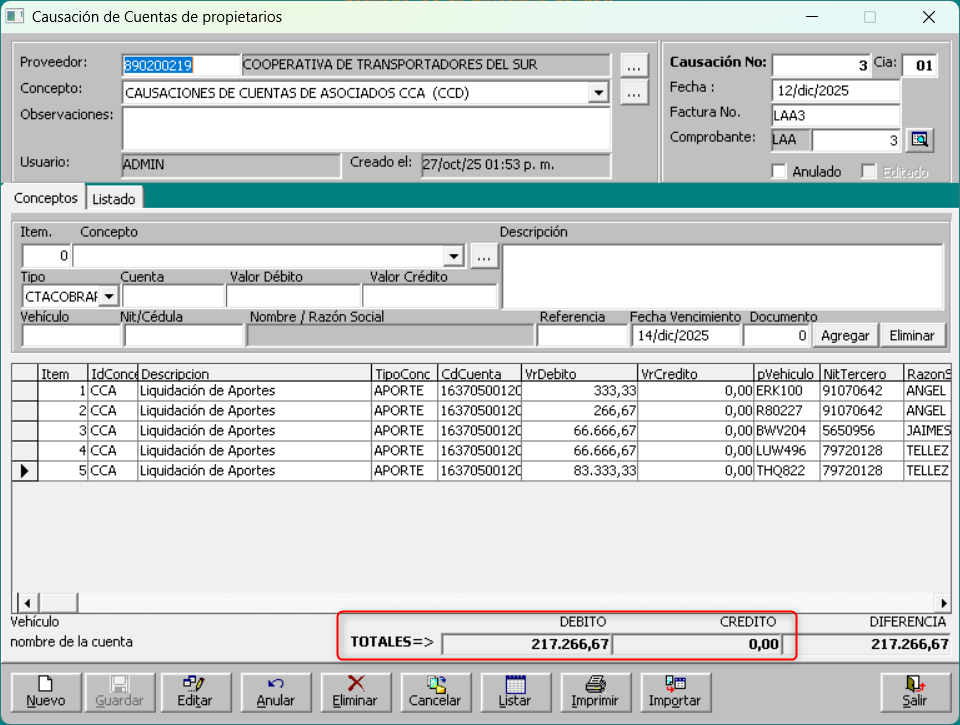 Causación de Cuentas de propietarios
Proveedor: 890200219 COOPERATIVA DE TRANSPORTADORES DEL SUR ...
Concepto: CAUSACIONES DE CUENTAS DE ASOCIADOS CCA (CCD) ...
Observaciones:
Usuario: ADMIN Creado el: 27/oct/25 01:53 p. m.
Causación No: 3 Cia: 01
Fecha : 12/dic/2025
Factura No. LAA3
Comprobante: LAA 3
Anulado Editado
Conceptos Listado
Item. Concepto Descripción
0 ...
Tipo Cuenta Valor Débito Valor Crédito
CTACOBRAR
Vehículo Nit/Cédula Nombre / Razón Social Referencia Fecha Vencimiento Documento
14/dic/2025 0 Agregar Eliminar
Item IdConce Descripcion TipoConc CdCuenta VrDebito VrCredito pVehiculo NitTercero RazonS
1 CCA Liquidación de Aportes APORTE 16370500120 333,33 0,00 ERK100 91070642 ANGEL
2 CCA Liquidación de Aportes APORTE 16370500120 266,67 0,00 R80227 91070642 ANGEL
3 CCA Liquidación de Aportes APORTE 16370500120 66.666,67 0,00 BWV204 5650956 JAIMES
4 CCA Liquidación de Aportes APORTE 16370500120 66.666,67 0,00 LUW496 79720128 TELLEZ
5 CCA Liquidación de Aportes APORTE 16370500120 83.333,33 0,00 THQ822 79720128 TELLEZ
Vehículo DEBITO CREDITO DIFERENCIA
nombre de la cuenta TOTALES=> 217.266,67 0,00 217.266,67
Nuevo Guardar Editar Anular Eliminar Cancelar Listar Imprimir Importar Salir